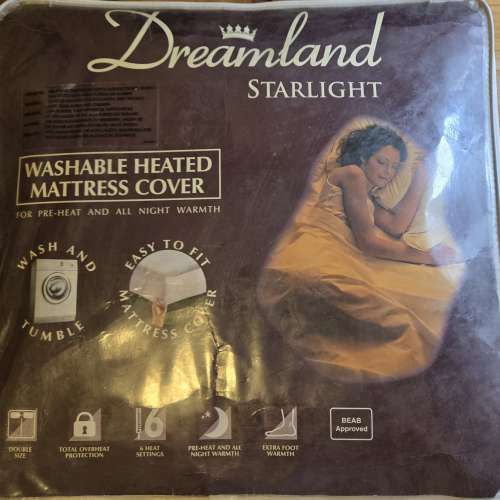 Dreamland
STARLIGHT
WASHABLE HEATED
MATTRESS COVER
FOR PRE-HEAT AND ALL NIGHT WARMTH
WASH AND
TUMBLE
EASY TO FIT
MATTRESS COVER
DOUBLE
SIZE
TOTAL OVERHEAT
PROTECTION
6
6 HEAT
SETTINGS
PRE-HEAT AND ALL
NIGHT WARMTH
EXTRA FOOT
WARMTH
BEAB
Approved